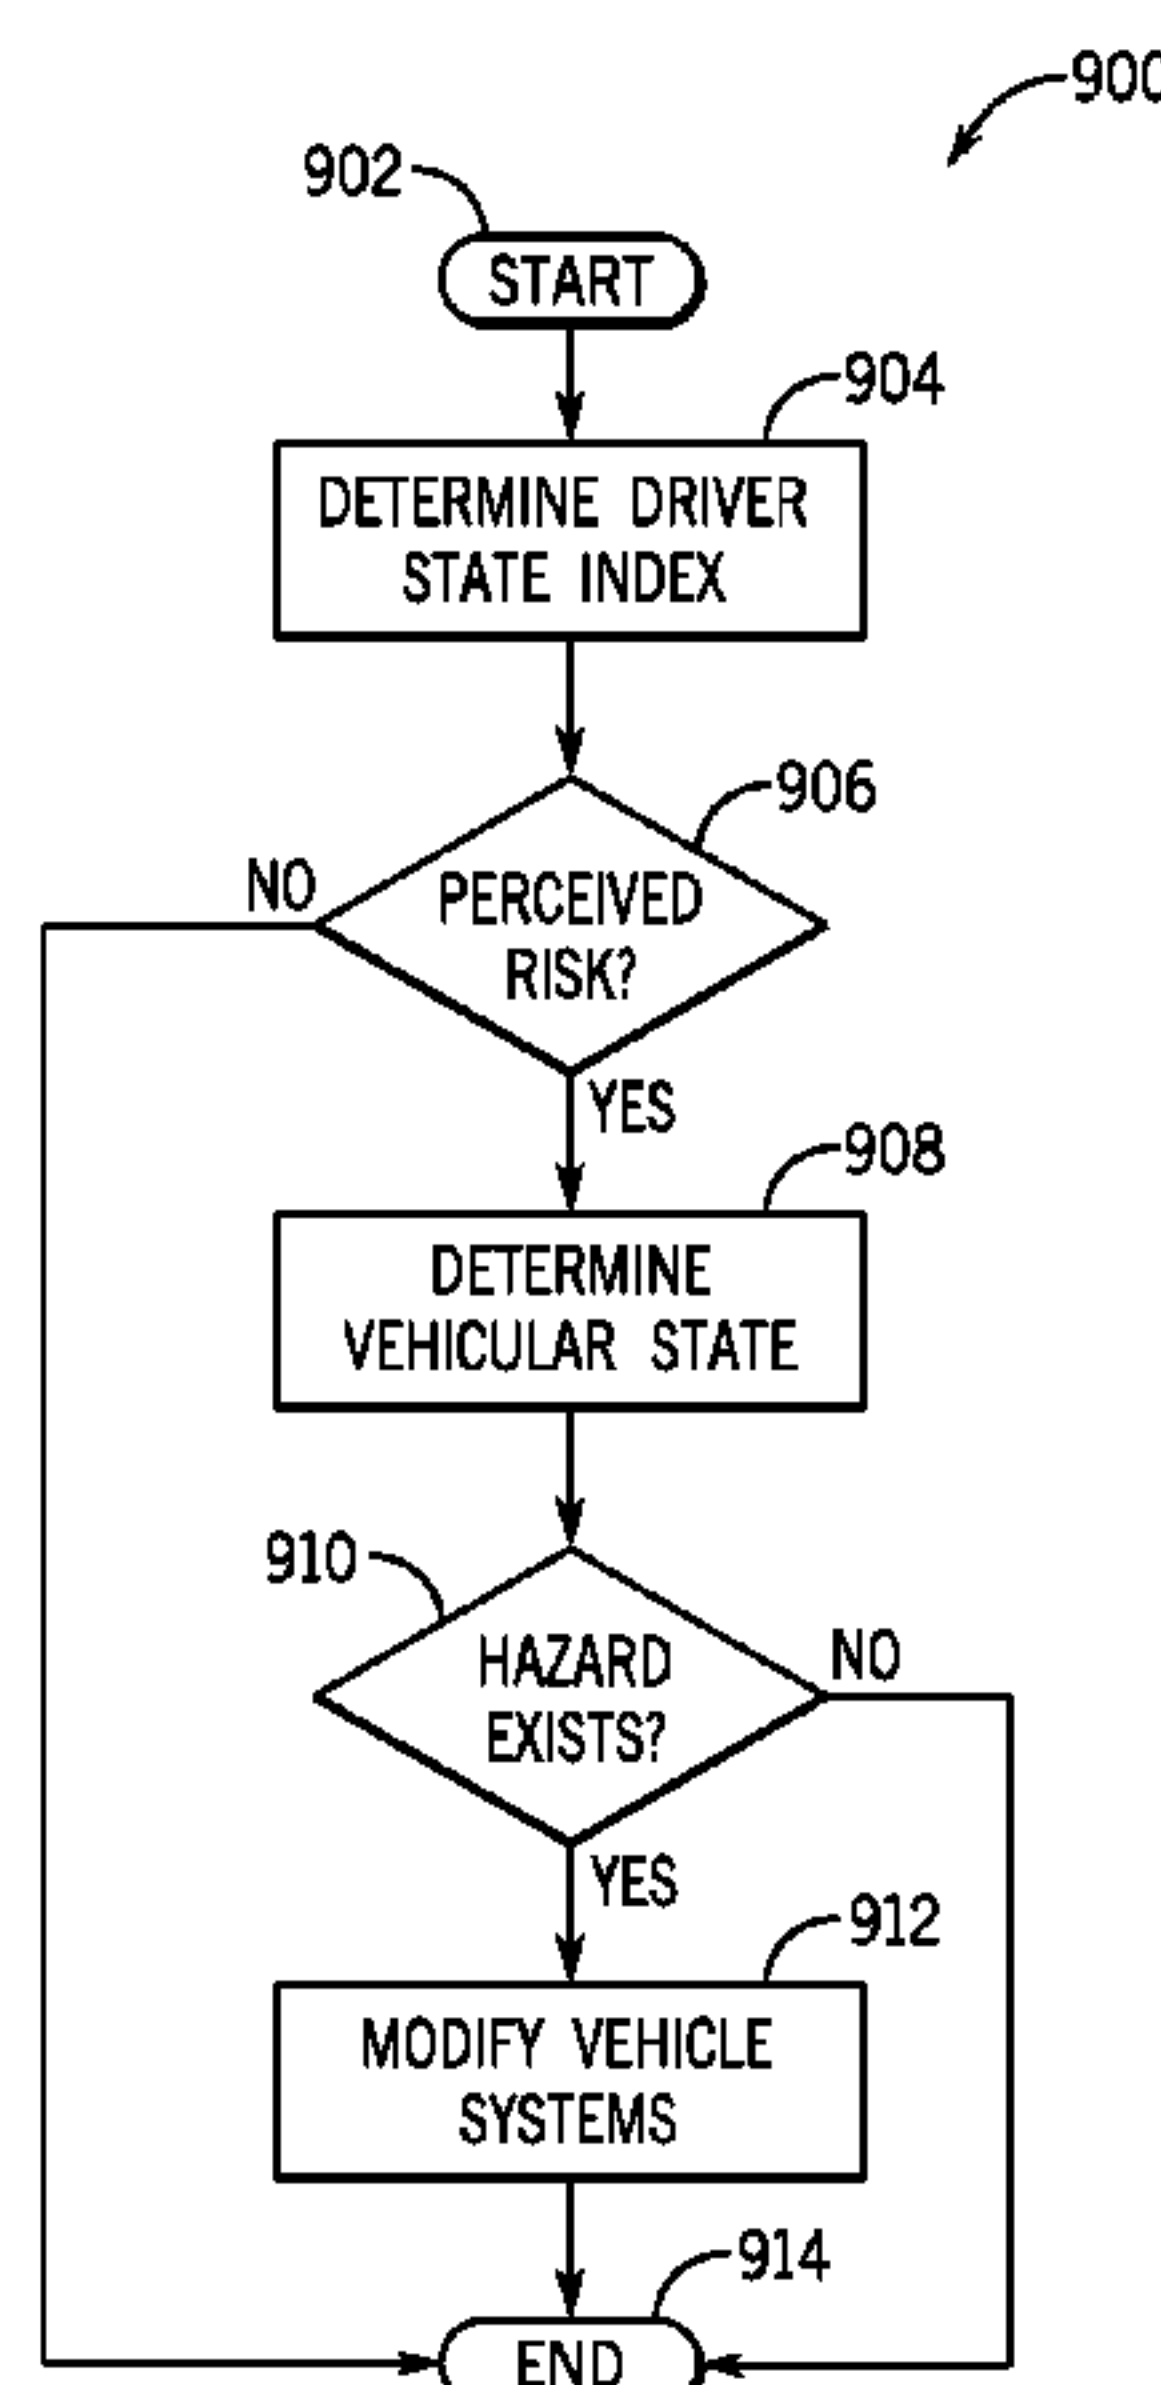 900
902
START
904
DETERMINE DRIVER
STATE INDEX
906
NO
PERCEIVED
RISK?
YES
908
DETERMINE
VEHICULAR STATE
910
HAZARD
EXISTS?
NO
YES
912
MODIFY VEHICLE
SYSTEMS
914
END